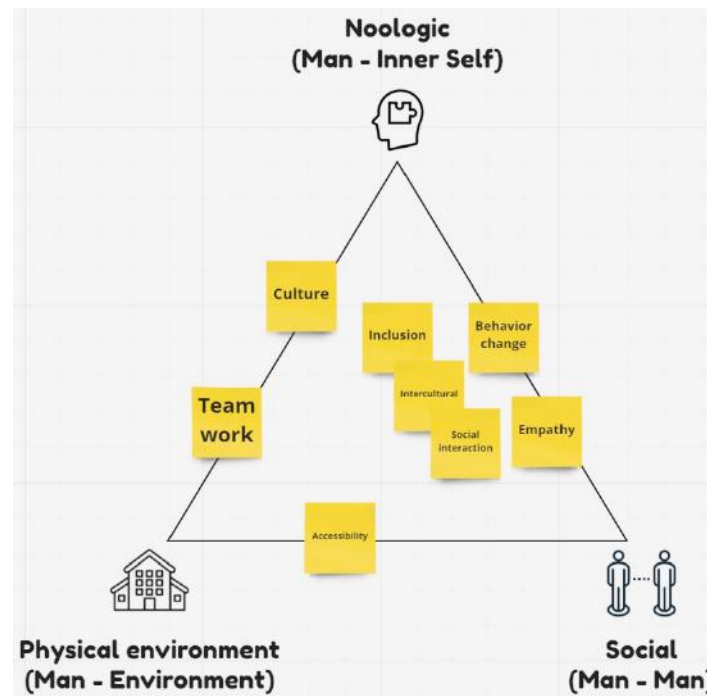 Noologic
(Man - Inner Self)
Culture
Inclusion
Behavior
change
Intercultural
Team
work
Social
interaction
Empathy
Accessibility
Physical environment
(Man - Environment)
Social
(Man - Man)